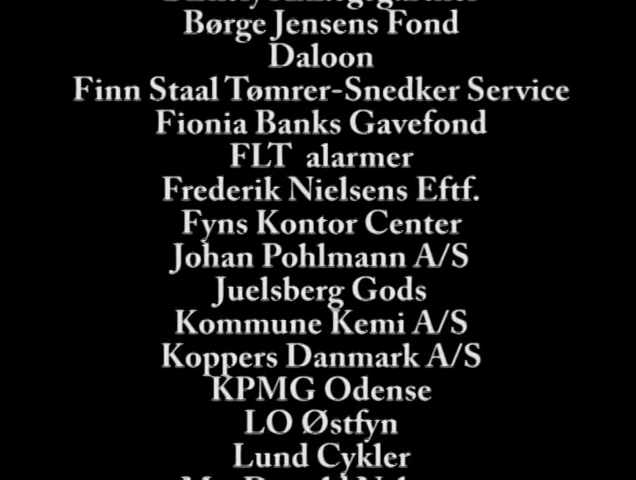 Børge Jensens Fond
Daloon
Finn Staal Tømrer-Snedker Service
Fionia Banks Gavefond
FLT alarmer
Frederik Nielsens Eftf.
Fyns Kontor Center
Johan Pohlmann A/S
Juelsberg Gods
Kommune Kemi A/S
Koppers Danmark A/S
KPMG Odense
LO Østfyn
Lund Cykler